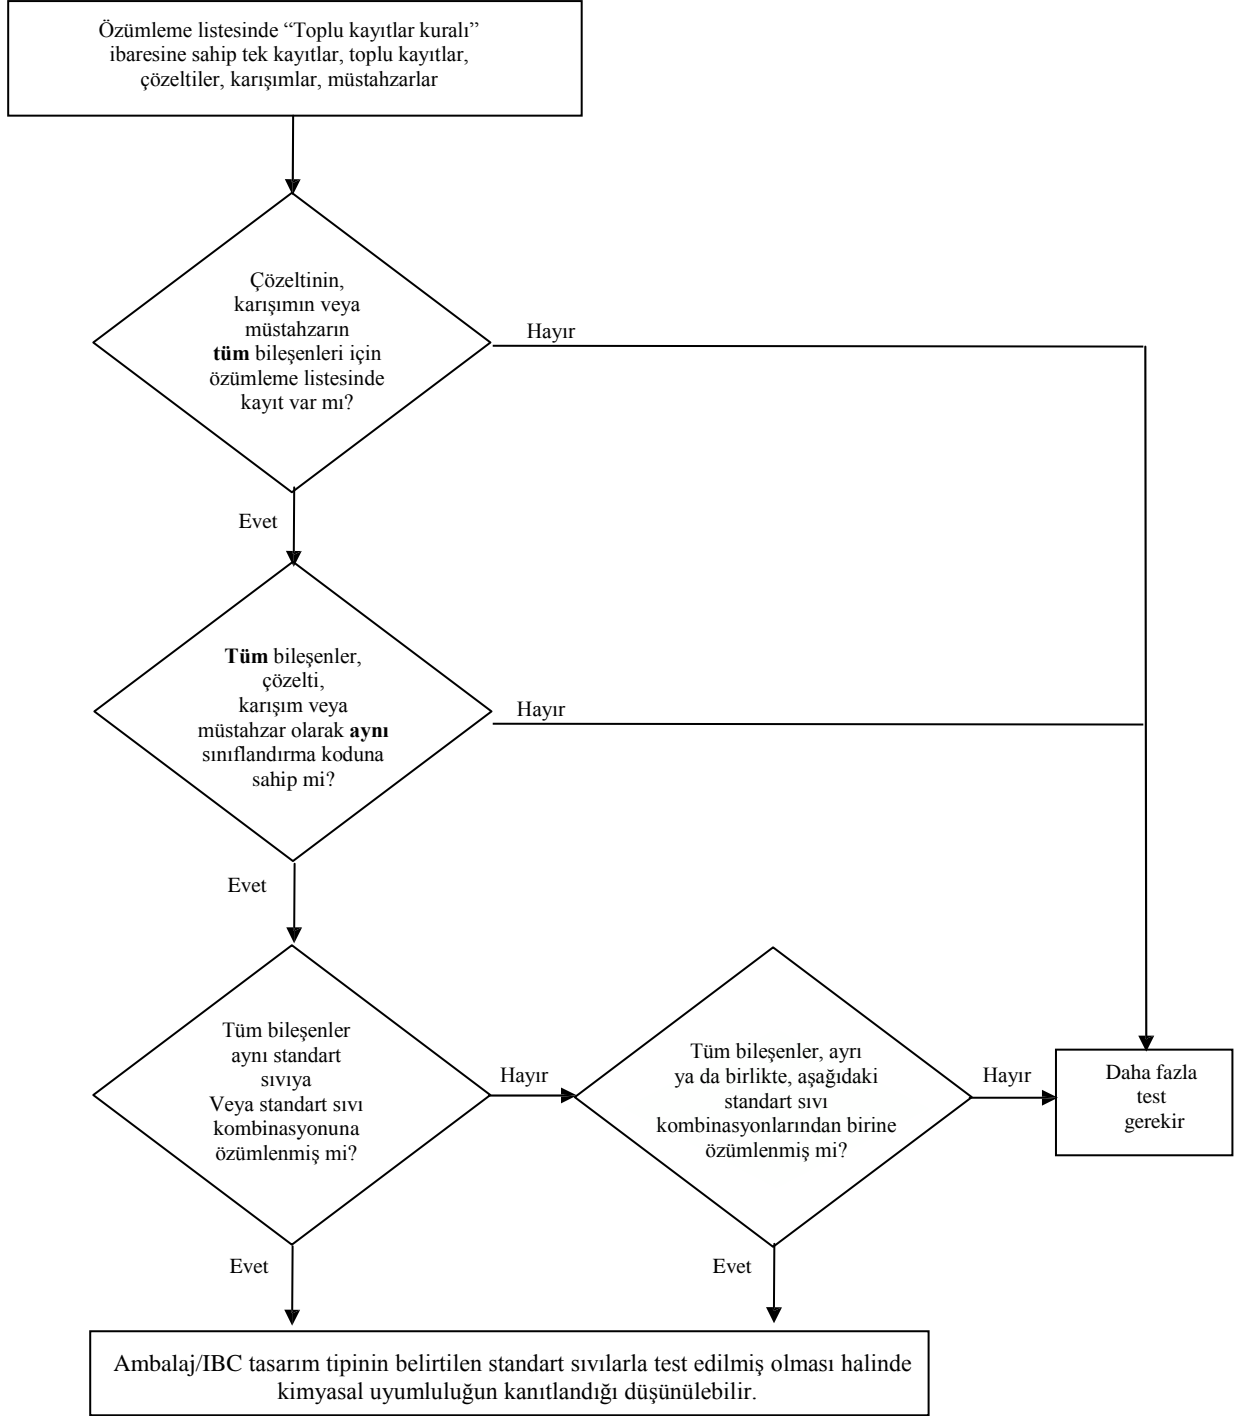 Özümleme listesinde “Toplu kayıtlar kuralı”
ibaresine sahip tek kayıtlar, toplu kayıtlar,
çözeltiler, karışımlar, müstahzarlar
Çözeltinin,
karışımın veya
müstahzarın
tüm bileşenleri için
özümleme listesinde
kayıt var mı?
Hayır
Evet
Tüm bileşenler,
çözelti,
karışım veya
müstahzar olarak aynı
sınıflandırma koduna
sahip mi?
Hayır
Evet
Tüm bileşenler
aynı standart
sıvıya
Veya standart sıvı
kombinasyonuna
özümlenmiş mi?
Hayır
Tüm bileşenler, ayrı
ya da birlikte, aşağıdaki
standart sıvı
kombinasyonlarından birine
özümlenmiş mi?
Hayır
Daha fazla
test
gerekir
Evet
Evet
Ambalaj/IBC tasarım tipinin belirtilen standart sıvılarla test edilmiş olması halinde
kimyasal uyumluluğun kanıtlandığı düşünülebilir.